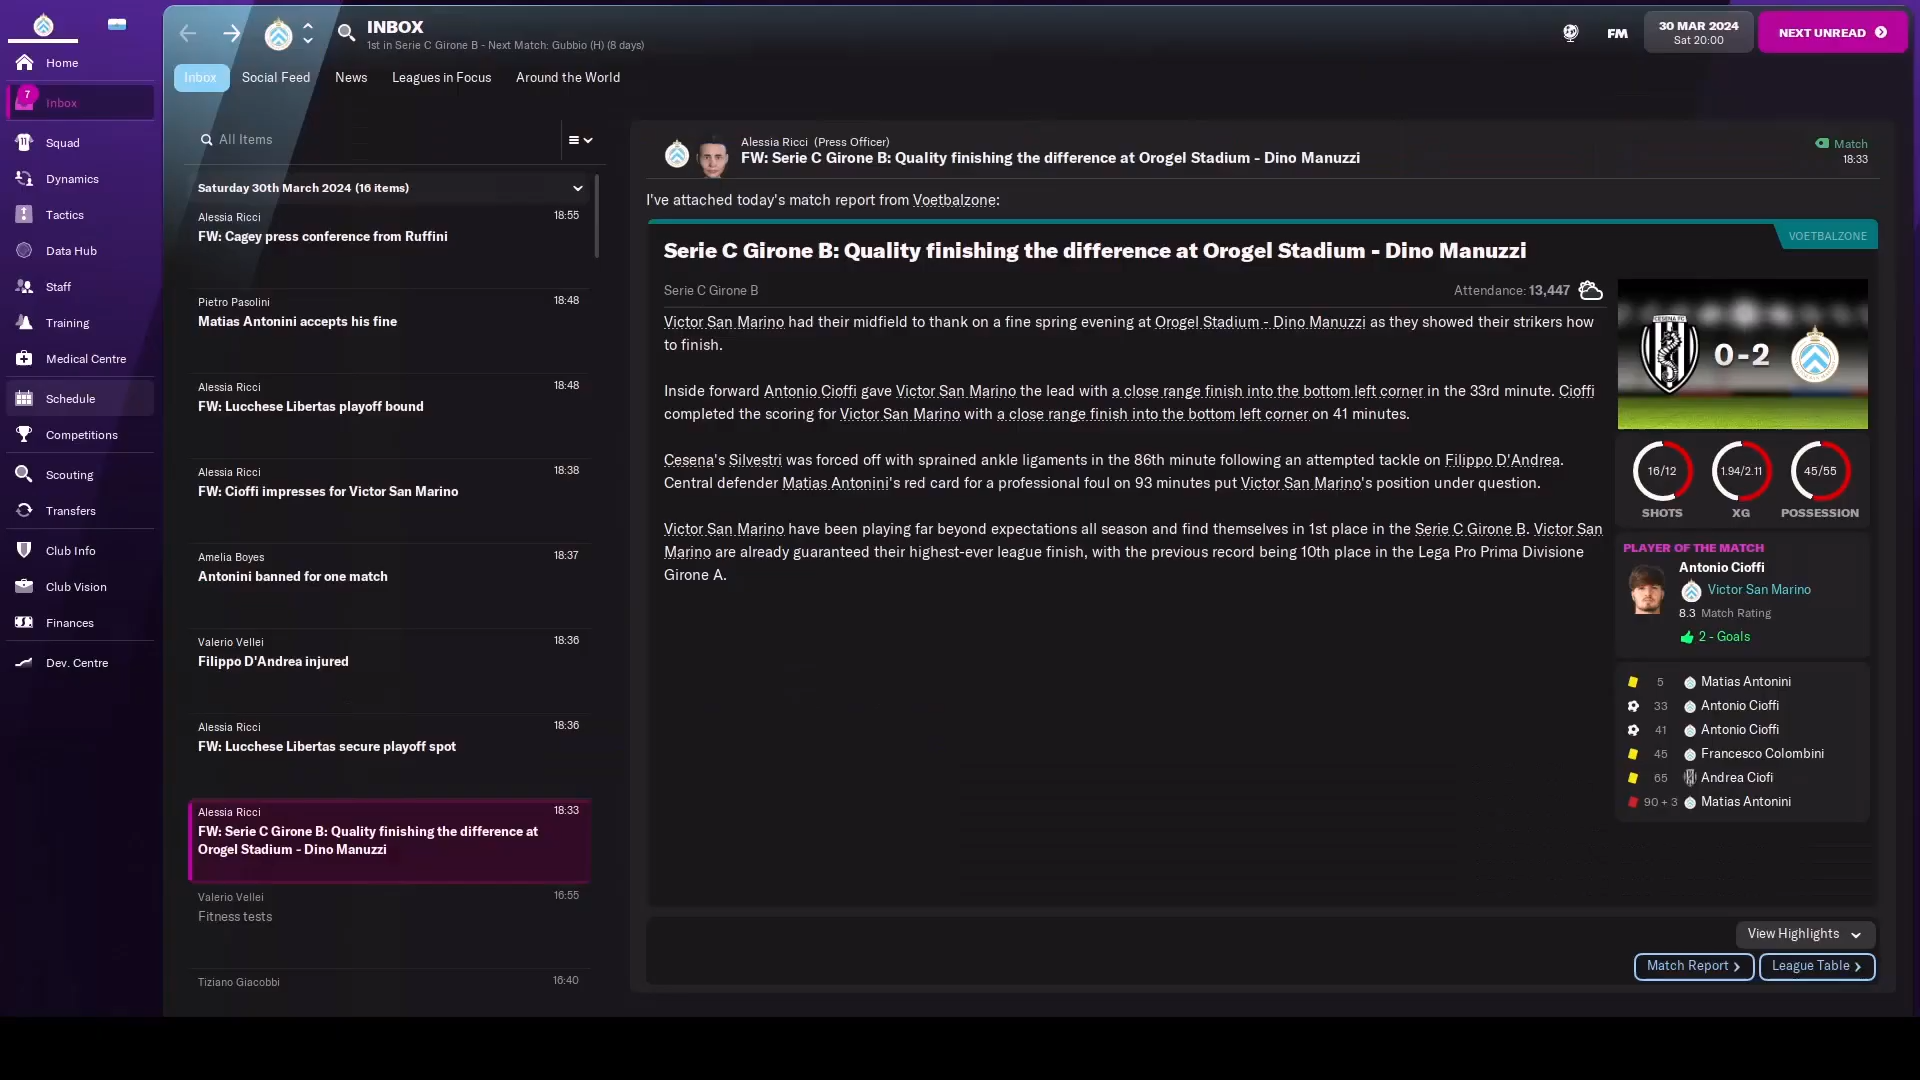 INBOX
1st in Serie C Girone B - Next Match: Gubbio (H) (8 days)
FM
30 MAR 2024
Sat 20:00
NEXT UNREAD
Inbox
Social Feed
News
Leagues in Focus
Around the World
Home
7
Inbox
11
Squad
Dynamics
Tactics
Data Hub
Staff
Training
Medical Centre
Schedule
Competitions
Scouting
Transfers
Club Info
Club Vision
Finances
Dev. Centre
All Items
Saturday 30th March 2024 (16 items)
Alessia Ricci
18:55
FW: Cagey press conference from Ruffini
Pietro Pasolini
18:48
Matias Antonini accepts his fine
Alessia Ricci
18:48
FW: Lucchese Libertas playoff bound
Alessia Ricci
18:38
FW: Cioffi impresses for Victor San Marino
Amelia Boyes
18:37
Antonini banned for one match
Valerio Vellei
18:36
Filippo D'Andrea injured
Alessia Ricci
18:36
FW: Lucchese Libertas secure playoff spot
Alessia Ricci
18:33
FW: Serie C Girone B: Quality finishing the difference at
Orogel Stadium - Dino Manuzzi
Valerio Vellei
16:55
Fitness tests
Tiziano Giacobbi
16:40
Alessia Ricci (Press Officer)
FW: Serie C Girone B: Quality finishing the difference at Orogel Stadium - Dino Manuzzi
Match
18:33
I've attached today's match report from Voetbalzone:
VOETBALZONE
Serie C Girone B: Quality finishing the difference at Orogel Stadium - Dino Manuzzi
Serie C Girone B
Attendance: 13,447
Victor San Marino had their midfield to thank on a fine spring evening at Orogel Stadium - Dino Manuzzi as they showed their strikers how
to finish.
Inside forward Antonio Cioffi gave Victor San Marino the lead with a close range finish into the bottom left corner in the 33rd minute. Cioffi
completed the scoring for Victor San Marino with a close range finish into the bottom left corner on 41 minutes.
Cesena's Silvestri was forced off with sprained ankle ligaments in the 86th minute following an attempted tackle on Filippo D'Andrea.
Central defender Matias Antonini's red card for a professional foul on 93 minutes put Victor San Marino's position under question.
Victor San Marino have been playing far beyond expectations all season and find themselves in 1st place in the Serie C Girone B. Victor San
Marino are already guaranteed their highest-ever league finish, with the previous record being 10th place in the Lega Pro Prima Divisione
Girone A.
CESENA FC
0-2
16/12
1.94/2.11
45/55
SHOTS
XG
POSSESSION
PLAYER OF THE MATCH
Antonio Cioffi
Victor San Marino
8.3 Match Rating
2 - Goals
5 Matias Antonini
33 Antonio Cioffi
41 Antonio Cioffi
45 Francesco Colombini
65 Andrea Ciofi
90 + 3 Matias Antonini
View Highlights
Match Report
League Table